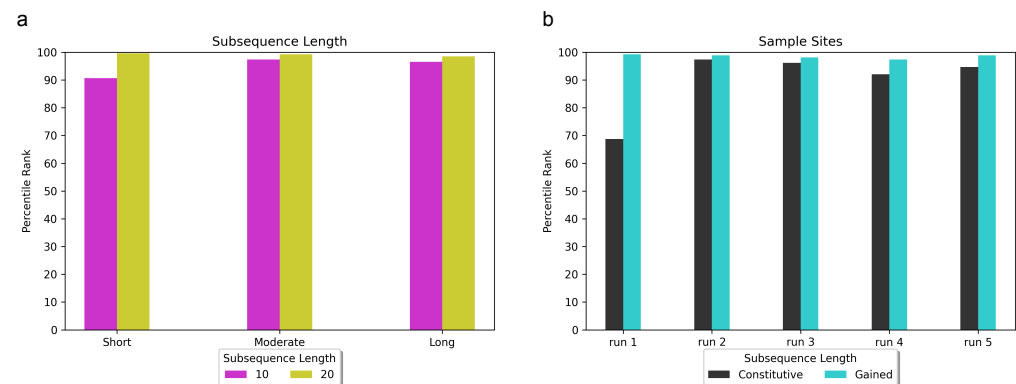 a
Subsequence Length
Percentile Rank
100
90
80
70
60
50
40
30
20
10
0
Short Moderate Long
Subsequence Length
10 20
b
Sample Sites
Percentile Rank
100
90
80
70
60
50
40
30
20
10
0
run 1 run 2 run 3 run 4 run 5
Subsequence Length
Constitutive Gained